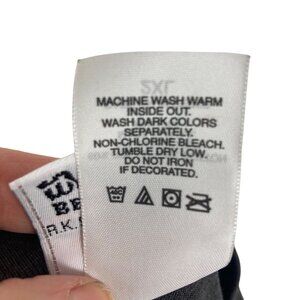 MACHINE WASH WARM
INSIDE OUT.
WASH DARK COLORS
SEPARATELY.
NON-CHLORINE BLEACH.
TUMBLE DRY LOW.
DO NOT IRON
IF DECORATED.
R.K.